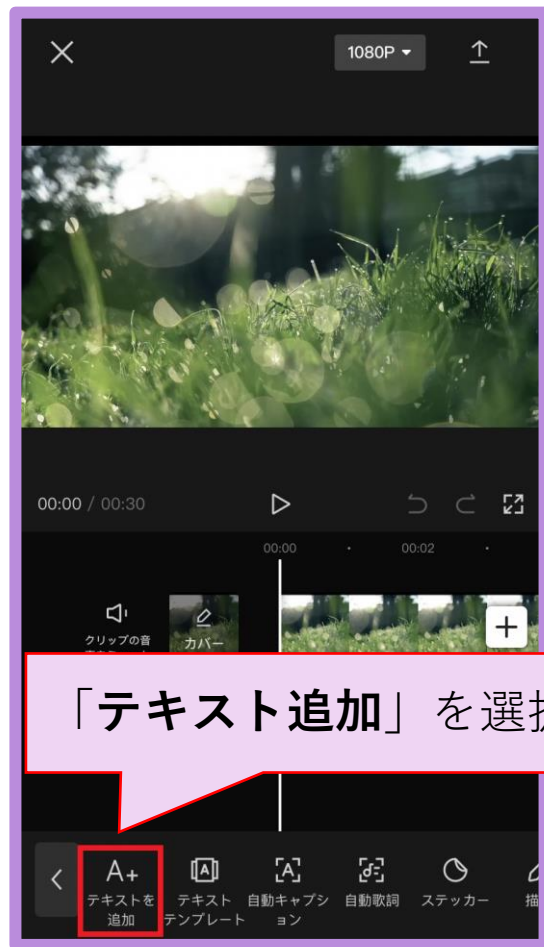 1080P
00:00 / 00:30
00:00
00:02
クリップの音
カバー
「テキスト追加」を選
テキストを
追加
テキスト
テンプレート
自動キャプシ
ョン
自動歌詞
ステッカー
描